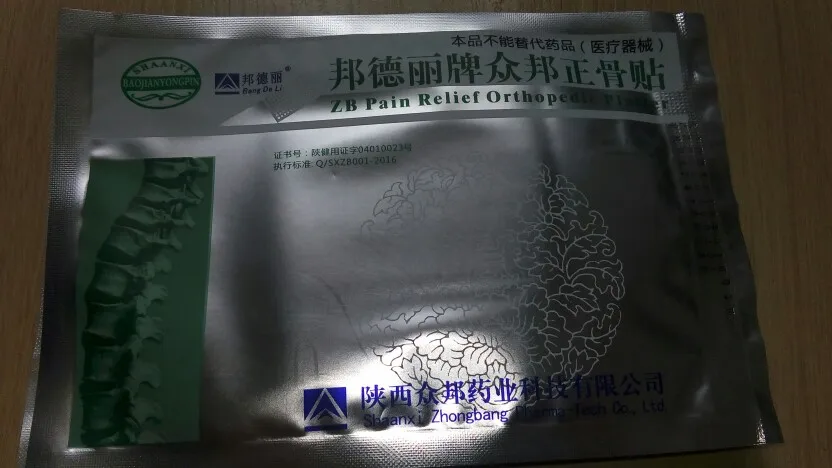 本品不能替代药品（医疗器械）
SHAANXI
BAOJIANYONGPIN
邦德丽®
Bang De Li
邦德丽牌众邦正骨贴
ZB Pain Relief Orthopedic
证书号：陕健用证字04010023号
执行标准: Q/SXZB001-2016
陕西众邦药业科技有限公司
Shaanxi Zhongbang Pharma-Tech Co., Ltd.